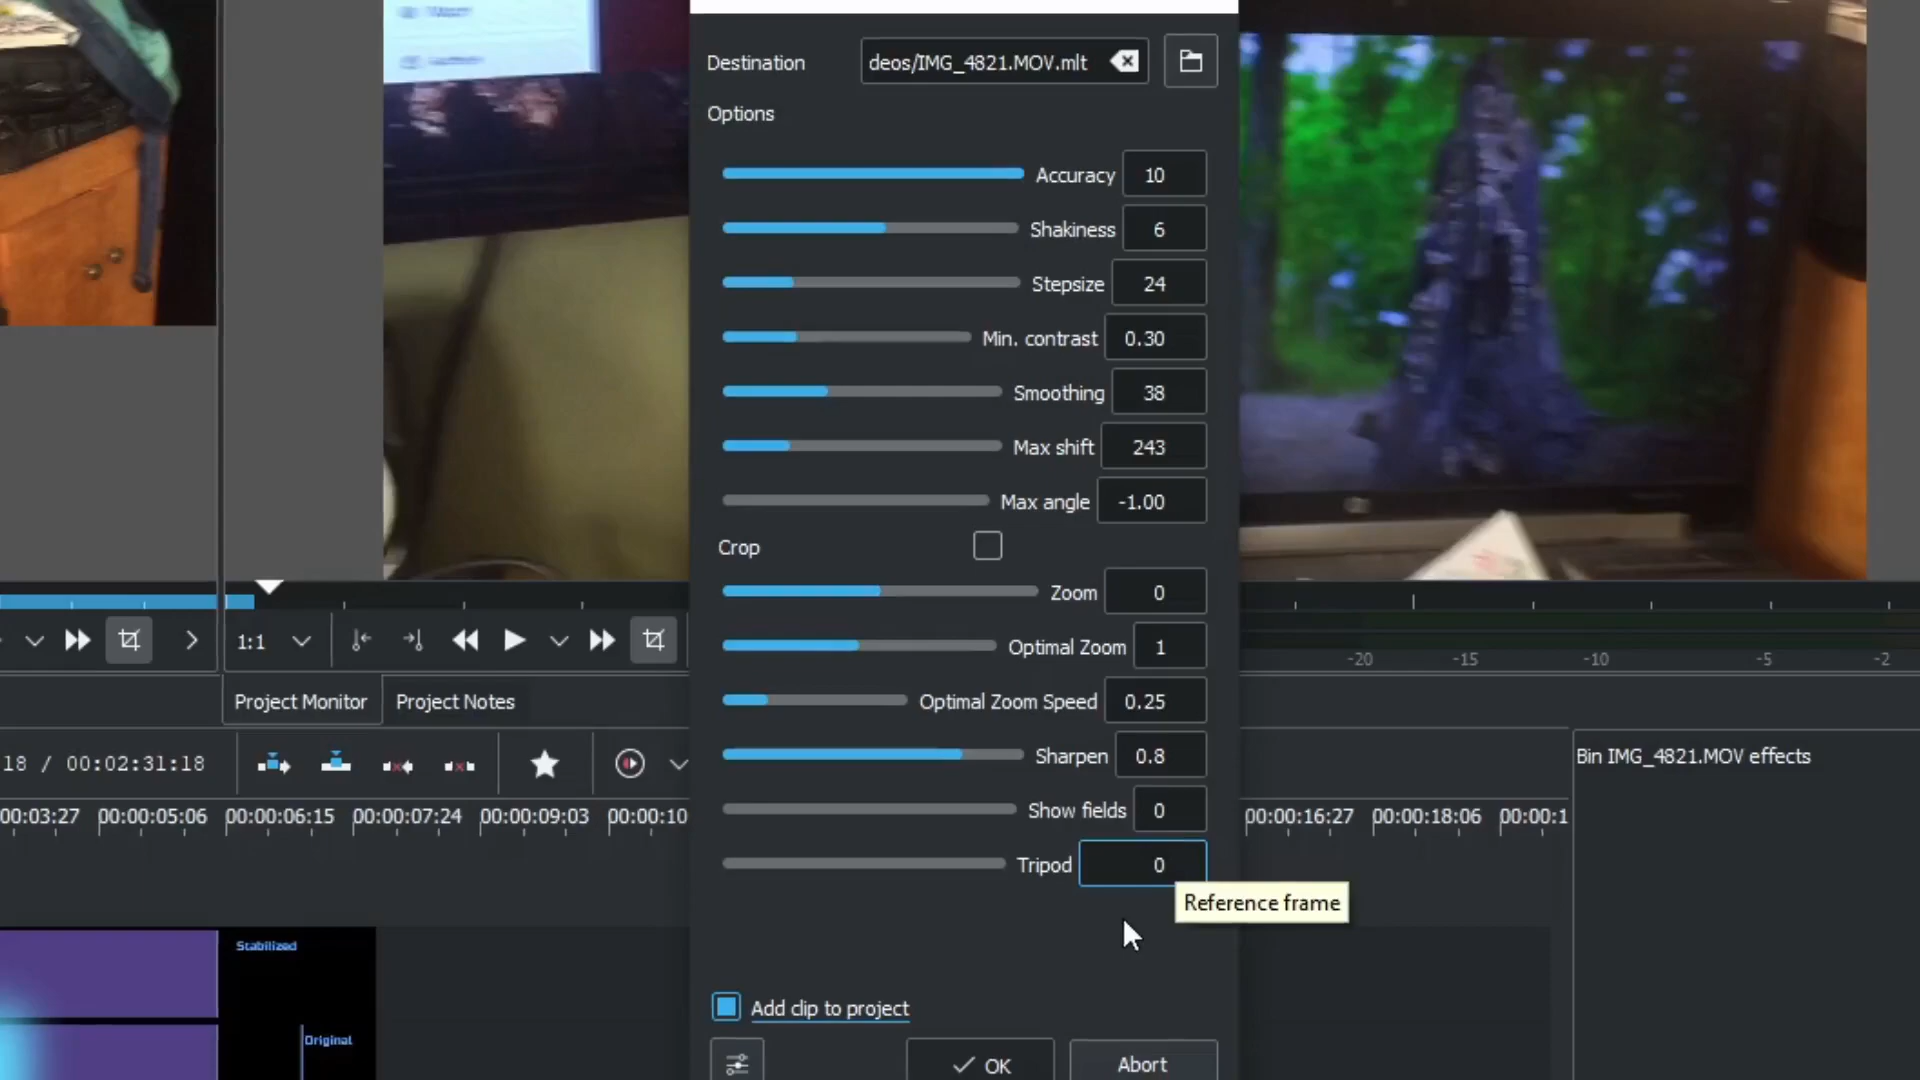 Destination deos/IMG_4821.MOV.mlt
Options
Accuracy 10
Shakiness 6
Stepsize 24
Min. contrast 0.30
Smoothing 38
Max shift 243
Max angle -1.00
Crop
Zoom 0
Optimal Zoom 1
Optimal Zoom Speed 0.25
Sharpen 0.8
Show fields 0
Tripod 0
Reference frame
Add clip to project
OK Abort
1:1
-20 -15 -10 -5 -2
Project Monitor Project Notes
18 / 00:02:31:18
Bin IMG_4821.MOV effects
00:03:27 00:00:05:06 00:00:06:15 00:00:07:24 00:00:09:03 00:00:10 00:00:16:27 00:00:18:06 00:00:1
Stabilized
Original